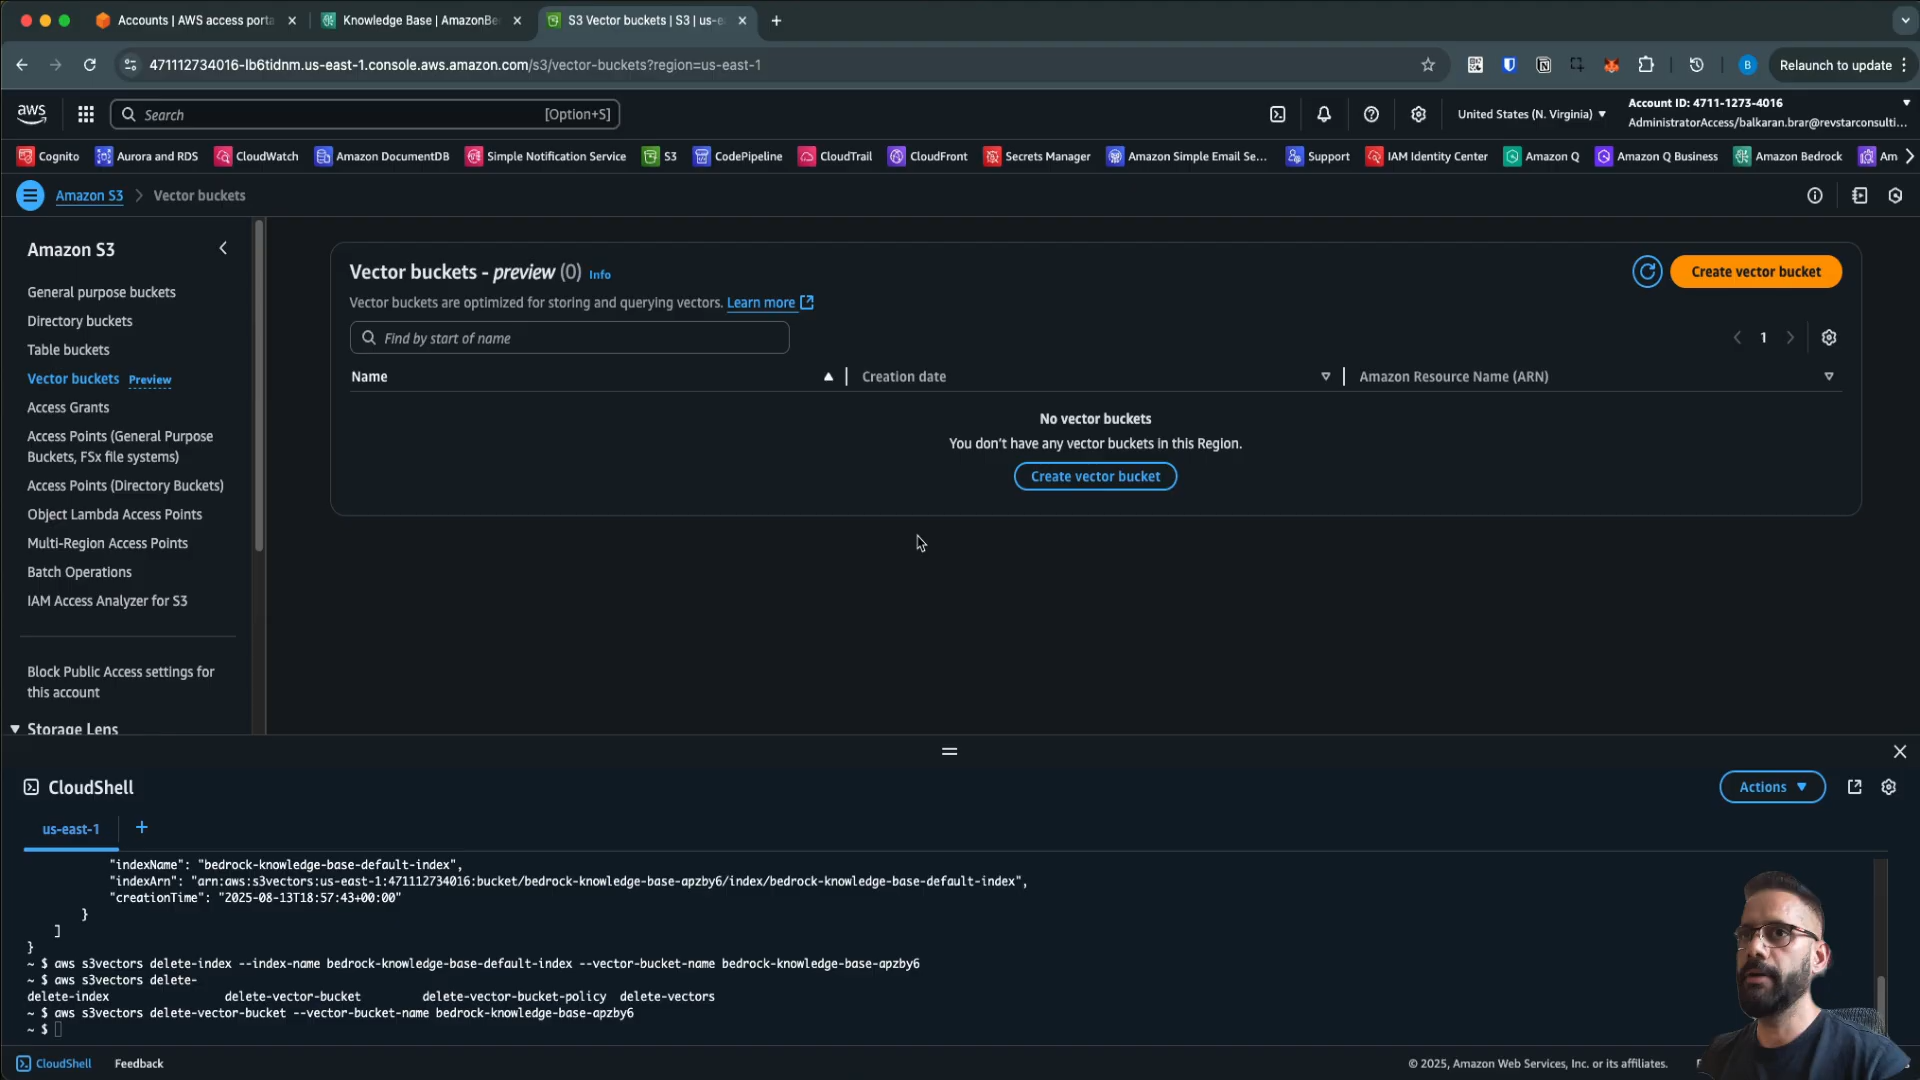 Accounts | AWS access porta
Knowledge Base | AmazonBe
S3 Vector buckets | S3 | us-e
471112734016-lb6tidnm.us-east-1.console.aws.amazon.com/s3/vector-buckets?region=us-east-1
B
Relaunch to update
aws
Search
[Option+S]
United States (N. Virginia)
Account ID: 4711-1273-4016
AdministratorAccess/balkaran.brar@revstarconsulti...
Cognito
Aurora and RDS
CloudWatch
Amazon DocumentDB
Simple Notification Service
S3
CodePipeline
CloudTrail
CloudFront
Secrets Manager
Amazon Simple Email Se...
Support
IAM Identity Center
Amazon Q
Amazon Q Business
Amazon Bedrock
Am
Amazon S3
Vector buckets
Amazon S3
General purpose buckets
Directory buckets
Table buckets
Vector buckets Preview
Access Grants
Access Points (General Purpose
Buckets, FSx file systems)
Access Points (Directory Buckets)
Object Lambda Access Points
Multi-Region Access Points
Batch Operations
IAM Access Analyzer for S3
Block Public Access settings for
this account
Storage Lens
Vector buckets - preview (0) Info
Create vector bucket
Vector buckets are optimized for storing and querying vectors. Learn more
Find by start of name
1
Name
Creation date
Amazon Resource Name (ARN)
No vector buckets
You don't have any vector buckets in this Region.
Create vector bucket
CloudShell
Actions
us-east-1
"indexName": "bedrock-knowledge-base-default-index",
"indexArn": "arn:aws:s3vectors:us-east-1:471112734016:bucket/bedrock-knowledge-base-apzby6/index/bedrock-knowledge-base-default-index",
"creationTime": "2025-08-13T18:57:43+00:00"
}
]
}
~ $ aws s3vectors delete-index --index-name bedrock-knowledge-base-default-index --vector-bucket-name bedrock-knowledge-base-apzby6
~ $ aws s3vectors delete-
delete-index delete-vector-bucket delete-vector-bucket-policy delete-vectors
~ $ aws s3vectors delete-vector-bucket --vector-bucket-name bedrock-knowledge-base-apzby6
~ $
CloudShell
Feedback
© 2025, Amazon Web Services, Inc. or its affiliates.